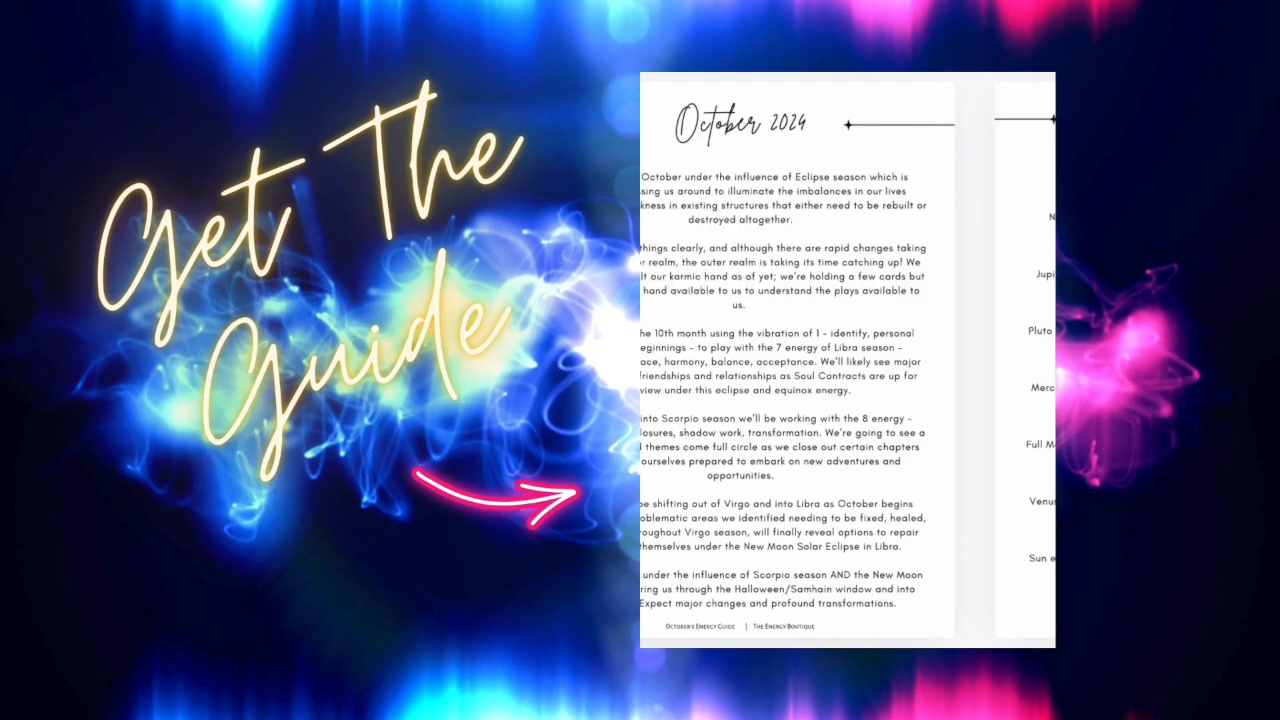 Get The
Guide
October 2024
October under the influence of Eclipse season which is
sing us around to illuminate the imbalances in our lives
kness in existing structures that either need to be rebuilt or
destroyed altogether.
things clearly, and although there are rapid changes taking
r realm, the outer realm is taking its time catching up! We
lt our karmic hand as of yet; we're holding a few cards but
hand available to us to understand the plays available to
us.
he 10th month using the vibration of 1 - identify, personal
eginnings - to play with the 7 energy of Libra season -
ace, harmony, balance, acceptance. We'll likely see major
friendships and relationships as Soul Contracts are up for
view under this eclipse and equinox energy.
into Scorpio season we'll be working with the 8 energy -
losures, shadow work, transformation. We're going to see a
d themes come full circle as we close out certain chapters
ourselves prepared to embark on new adventures and
opportunities.
be shifting out of Virgo and into Libra as October begins
oblematic areas we identified needing to be fixed, healed,
roughout Virgo season, will finally reveal options to repair
themselves under the New Moon Solar Eclipse in Libra.
under the influence of Scorpio season AND the New Moon
ring us through the Halloween/Samhain window and into
Expect major changes and profound transformations.
October's Energy Guide | The Energy Boutique
N
Jupi
Pluto
Merc
Full M
Venus
Sun e